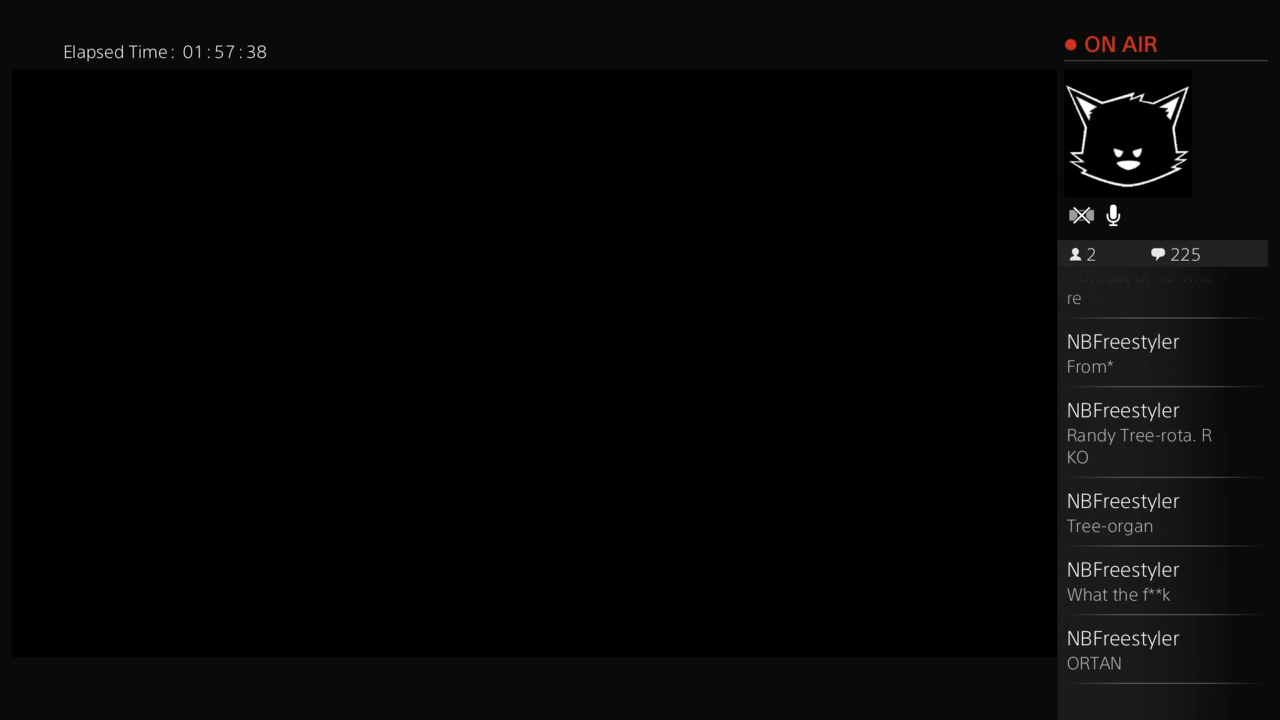 Elapsed Time: 01:57:38
ON AIR
2 225
re
NBFreestyler
From*
NBFreestyler
Randy Tree-rota. R
KO
NBFreestyler
Tree-organ
NBFreestyler
What the f**k
NBFreestyler
ORTAN